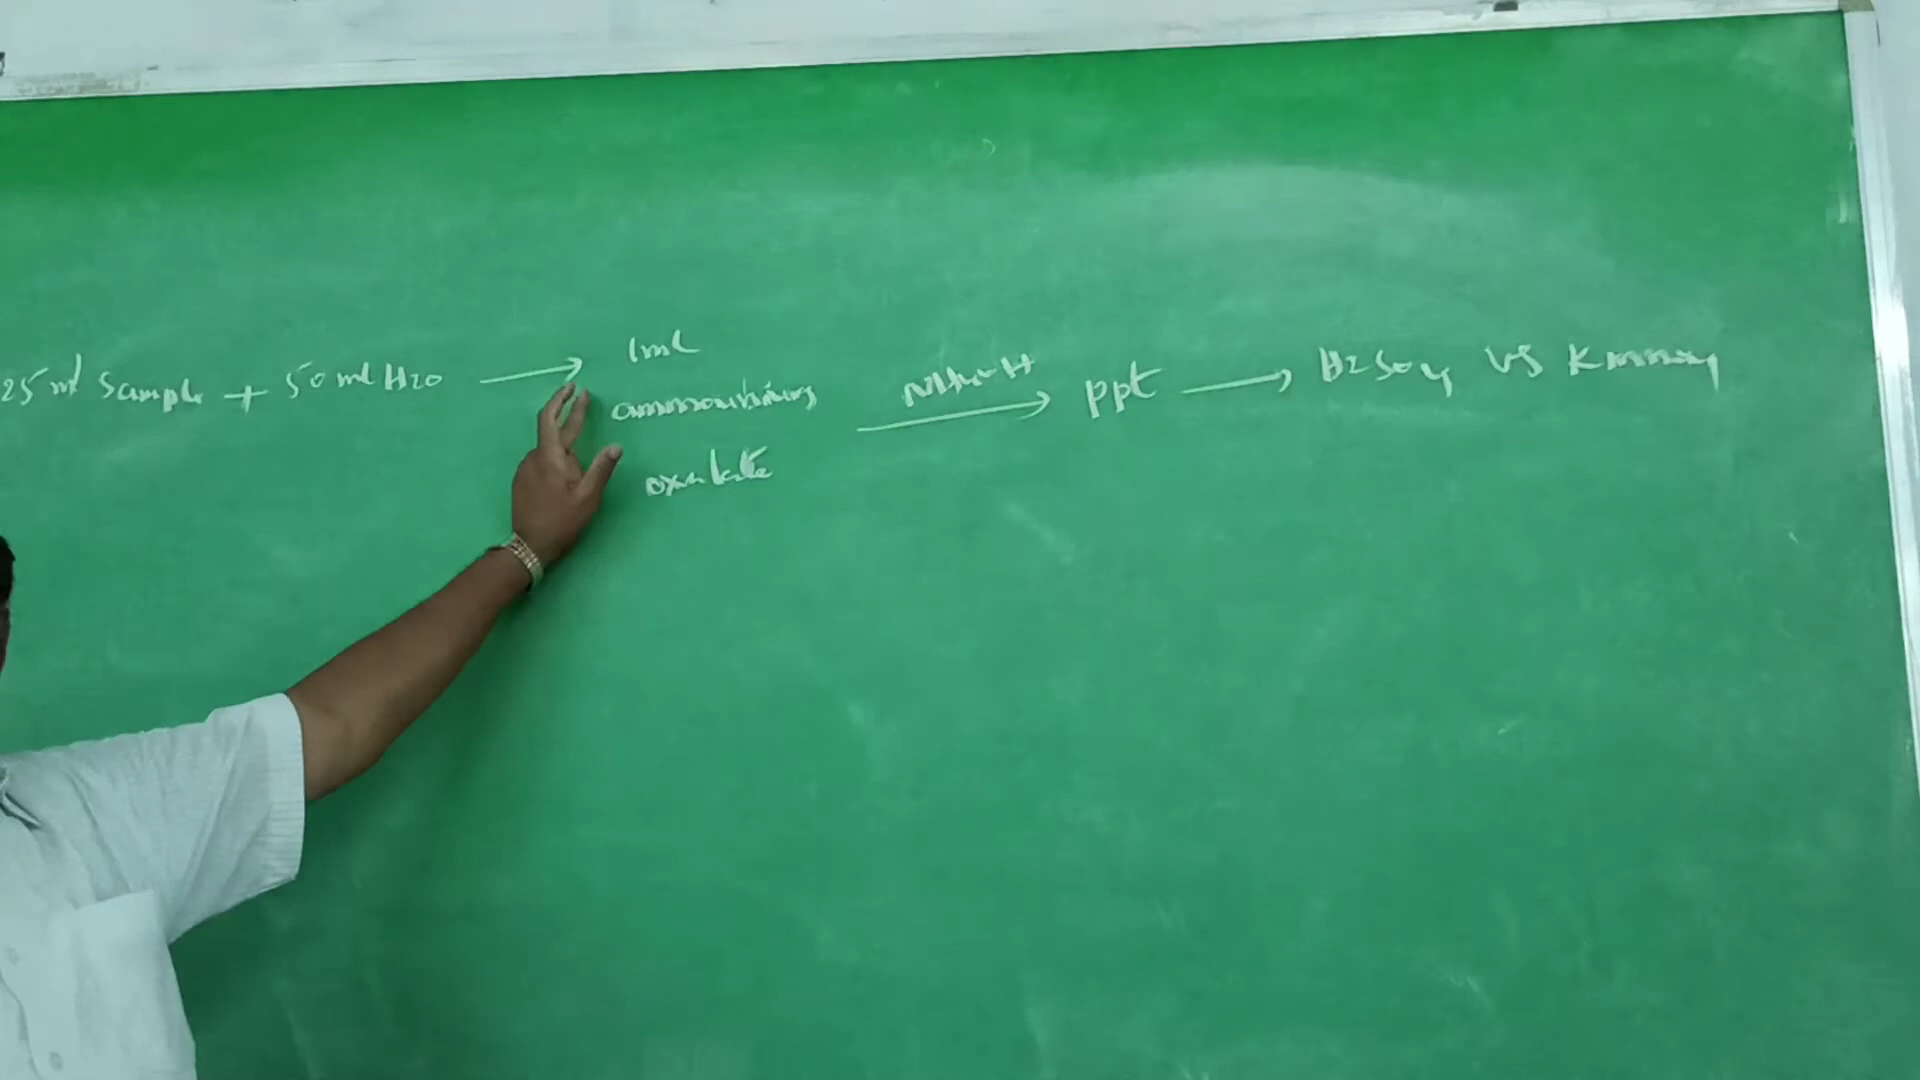 25 ml Sample + 50 ml H2O → 1ml
ammonium
oxalate
NH4OH → ppt → H2SO4 VS KMnO4